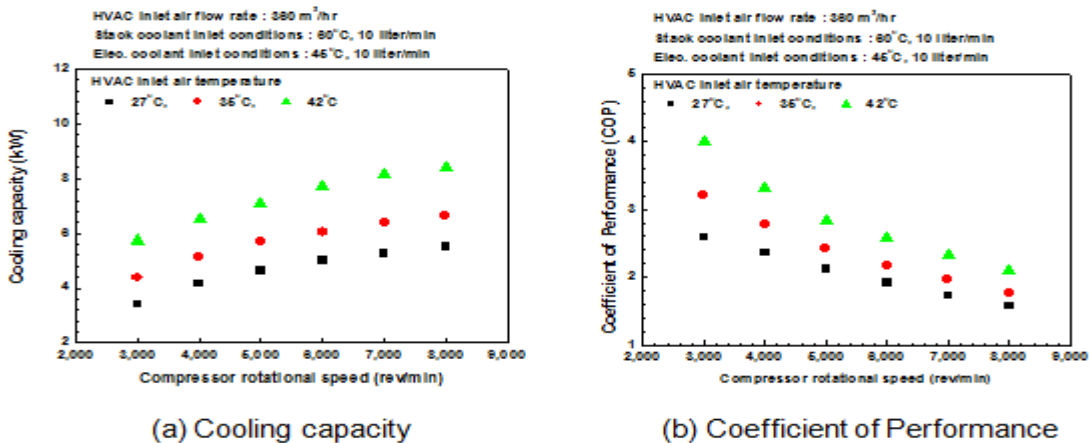 HVAC inlet air flow rate : 360 m³/hr
Stack coolant inlet conditions : 60°C, 10 liter/min
Elec. coolant inlet conditions : 45°C, 10 liter/min
HVAC inlet air temperature
27°C, 35°C, 42°C
Cooling capacity (kW)
12
10
8
6
4
2
2,000 3,000 4,000 5,000 6,000 7,000 8,000 9,000
Compressor rotational speed (rev/min)
(a) Cooling capacity
HVAC inlet air flow rate : 360 m³/hr
Stack coolant inlet conditions : 60°C, 10 liter/min
Elec. coolant inlet conditions : 45°C, 10 liter/min
HVAC inlet air temperature
27°C, 35°C, 42°C
Coefficient of Performance (COP)
5
4
3
2
1
2,000 3,000 4,000 5,000 6,000 7,000 8,000 9,000
Compressor rotational speed (rev/min)
(b) Coefficient of Performance